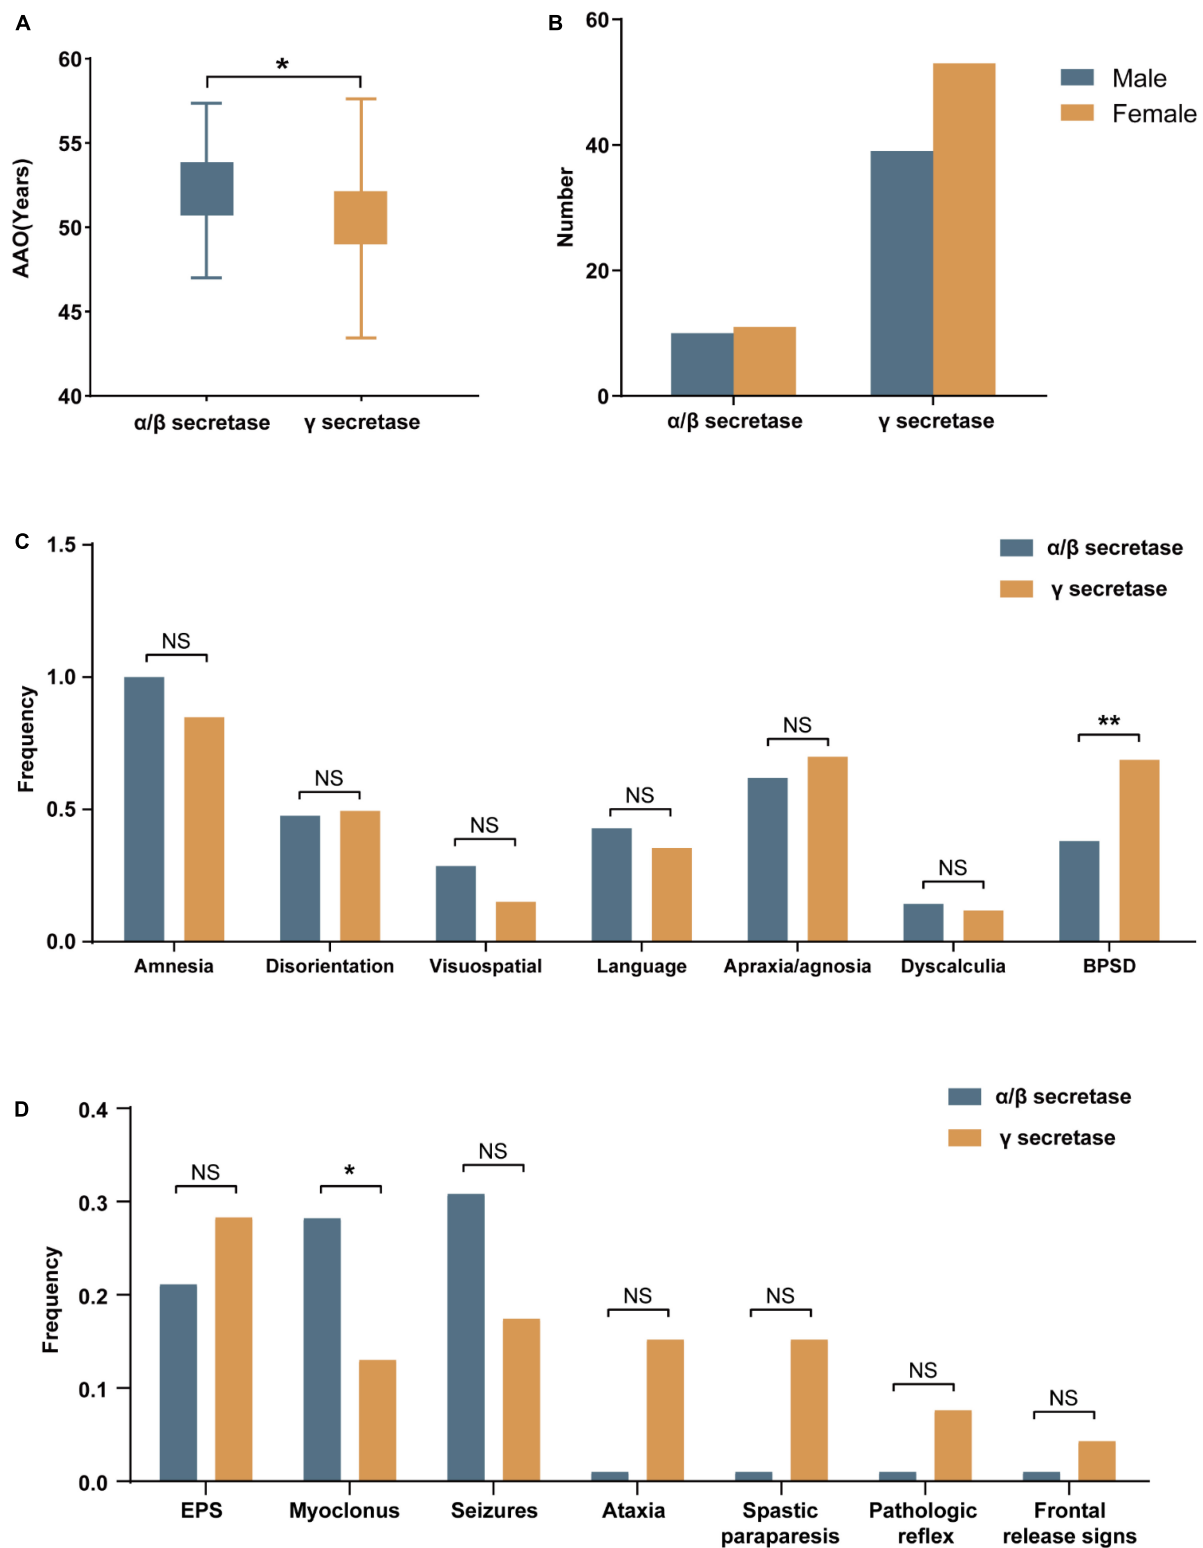 A
60
55
50
45
40
AAO(Years)
*
α/β secretase
γ secretase
B
60
40
20
0
Number
Male
Female
α/β secretase
γ secretase
C
1.5
1.0
0.5
0.0
Frequency
α/β secretase
γ secretase
NS
NS
NS
NS
NS
NS
**
Amnesia
Disorientation
Visuospatial
Language
Apraxia/agnosia
Dyscalculia
BPSD
D
0.4
0.3
0.2
0.1
0.0
Frequency
α/β secretase
γ secretase
NS
*
NS
NS
NS
NS
NS
EPS
Myoclonus
Seizures
Ataxia
Spastic
paraparesis
Pathologic
reflex
Frontal
release signs